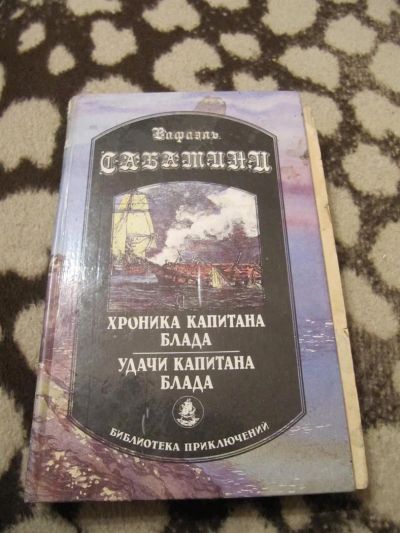 Рафаэль
САБАТИНИ
ХРОНИКА КАПИТАНА
БЛАДА
УДАЧИ КАПИТАНА
БЛАДА
БИБЛИОТЕКА ПРИКЛЮЧЕНИЙ